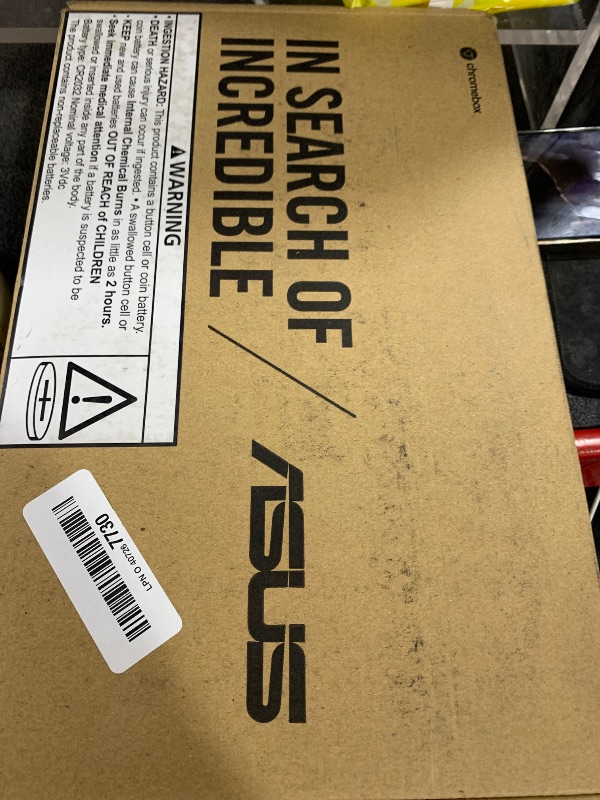 chromebox
IN SEARCH OF
INCREDIBLE
ASUS
WARNING
• INGESTION HAZARD: This product contains a button cell or coin battery.
• DEATH or serious injury can occur if ingested. • A swallowed button cell or
coin battery can cause Internal Chemical Burns in as little as 2 hours.
• KEEP new and used batteries OUT OF REACH of CHILDREN
• Seek immediate medical attention if a battery is suspected to be
swallowed or inserted inside any part of the body.
Battery type: CR2032 Nominal voltage: 3Vdc
The product contains non-replaceable batteries.
LPN O 40726 7730